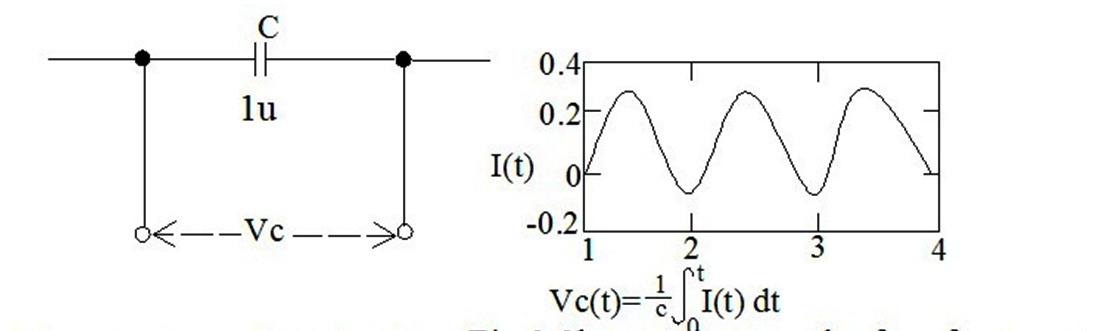 C
1u
Vc
0.4
0.2
I(t)
0
-0.2
1 2 3 4
Vc(t)=1/c ∫0t I(t) dt